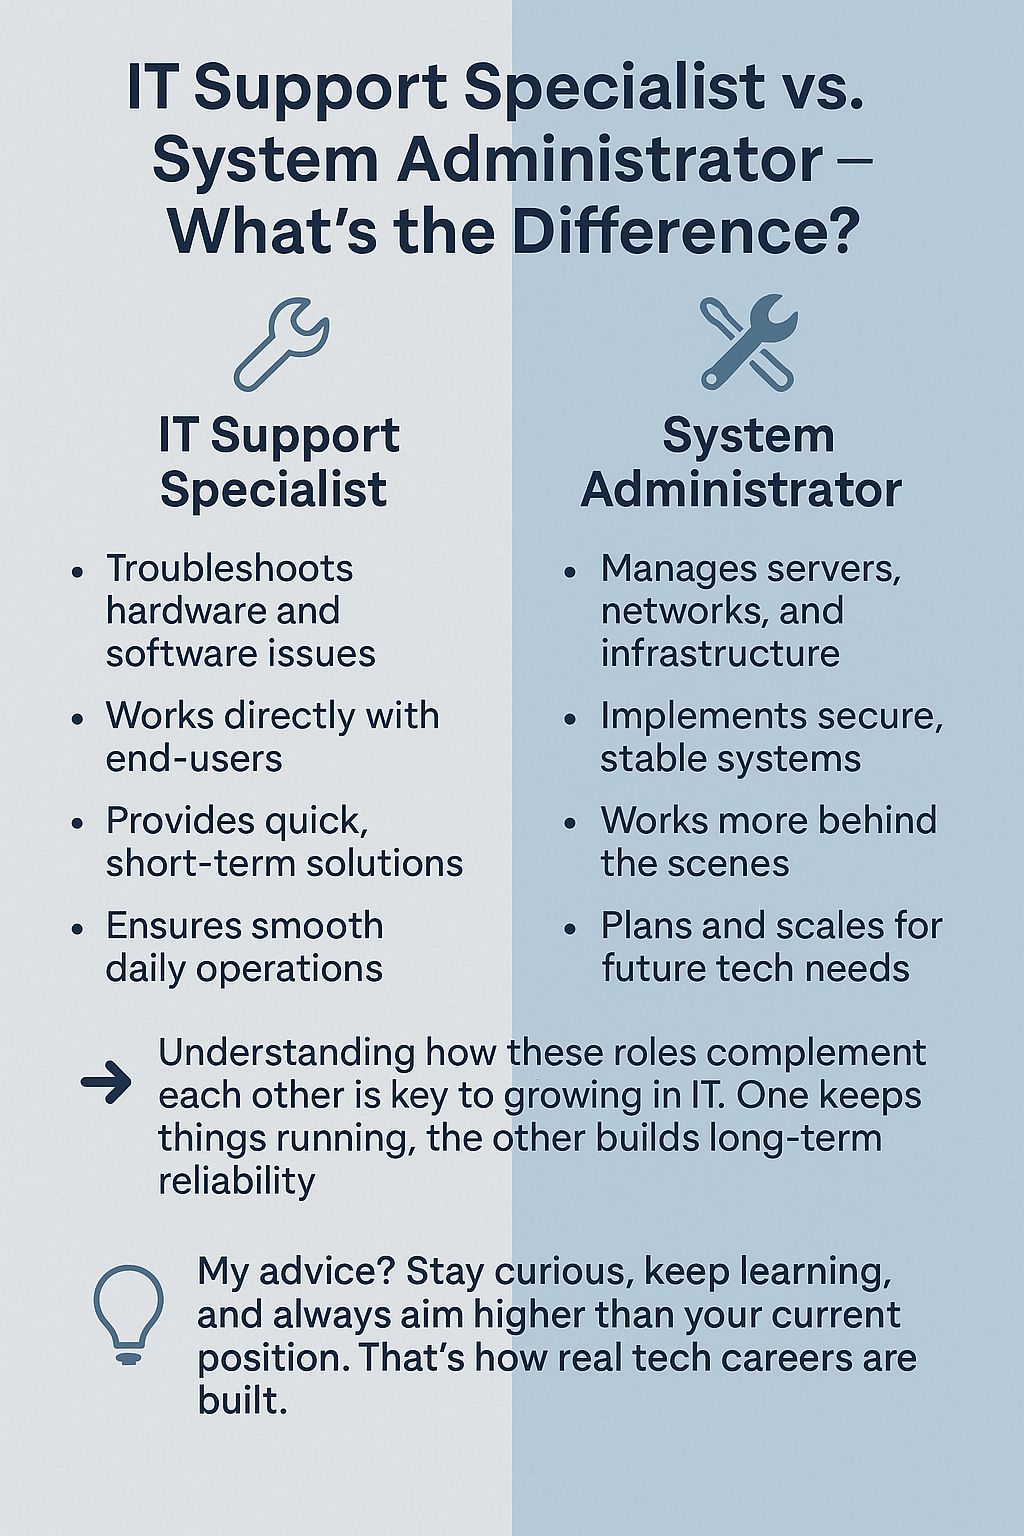 IT Support Specialist vs.
System Administrator –
What's the Difference?
IT Support
Specialist
• Troubleshoots
hardware and
software issues
• Works directly with
end-users
• Provides quick,
short-term solutions
• Ensures smooth
daily operations
System
Administrator
• Manages servers,
networks, and
infrastructure
• Implements secure,
stable systems
• Works more behind
the scenes
• Plans and scales for
future tech needs
→ Understanding how these roles complement
each other is key to growing in IT. One keeps
things running, the other builds long-term
reliability
My advice? Stay curious, keep learning,
and always aim higher than your current
position. That's how real tech careers are
built.